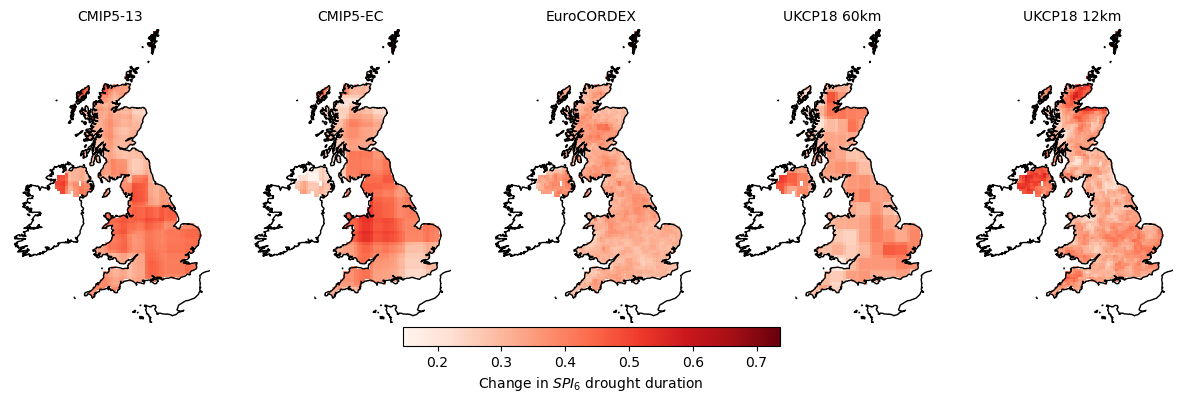 CMIP5-13 CMIP5-EC EuroCORDEX UKCP18 60km UKCP18 12km
0.2 0.3 0.4 0.5 0.6 0.7
Change in SPI₆ drought duration